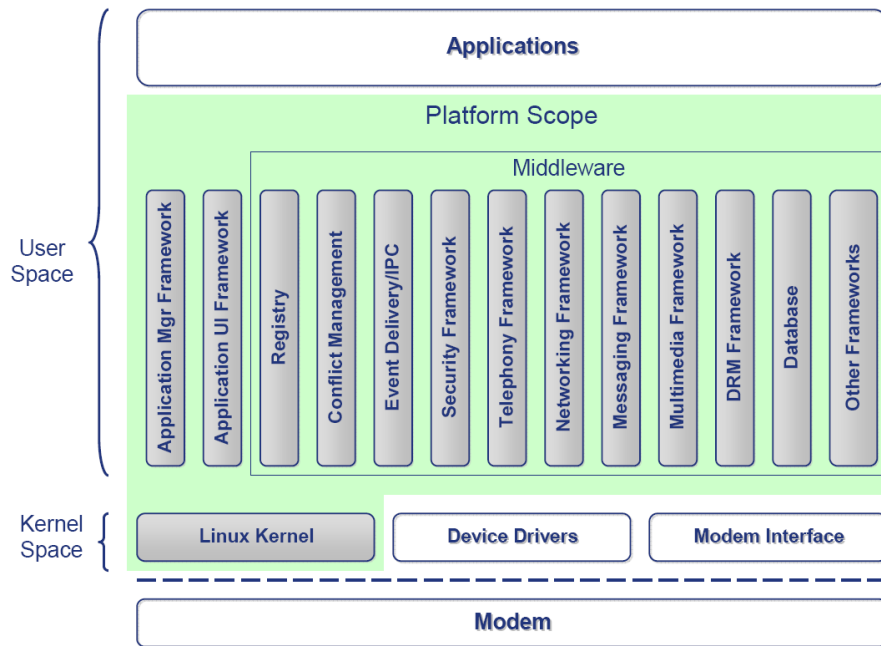 Applications
Platform Scope
Middleware
User
Space
Application Mgr Framework
Application UI Framework
Registry
Conflict Management
Event Delivery/IPC
Security Framework
Telephony Framework
Networking Framework
Messaging Framework
Multimedia Framework
DRM Framework
Database
Other Frameworks
Kernel
Space
Linux Kernel
Device Drivers
Modem Interface
Modem